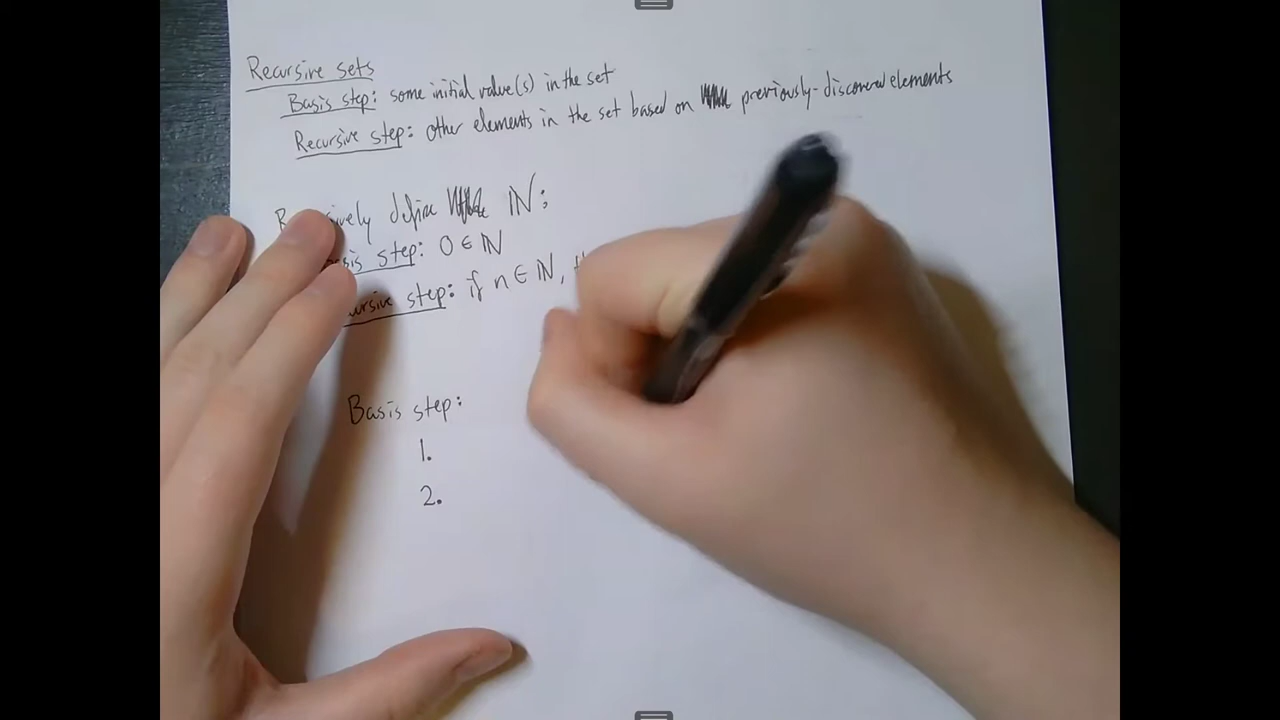 Recursive sets
Basis step: some initial value(s) in the set
Recursive step: other elements in the set based on previously-discovered elements
define ℕ:
step: 0 ∈ ℕ
step: if n ∈ ℕ,
Basis step:
1.
2.